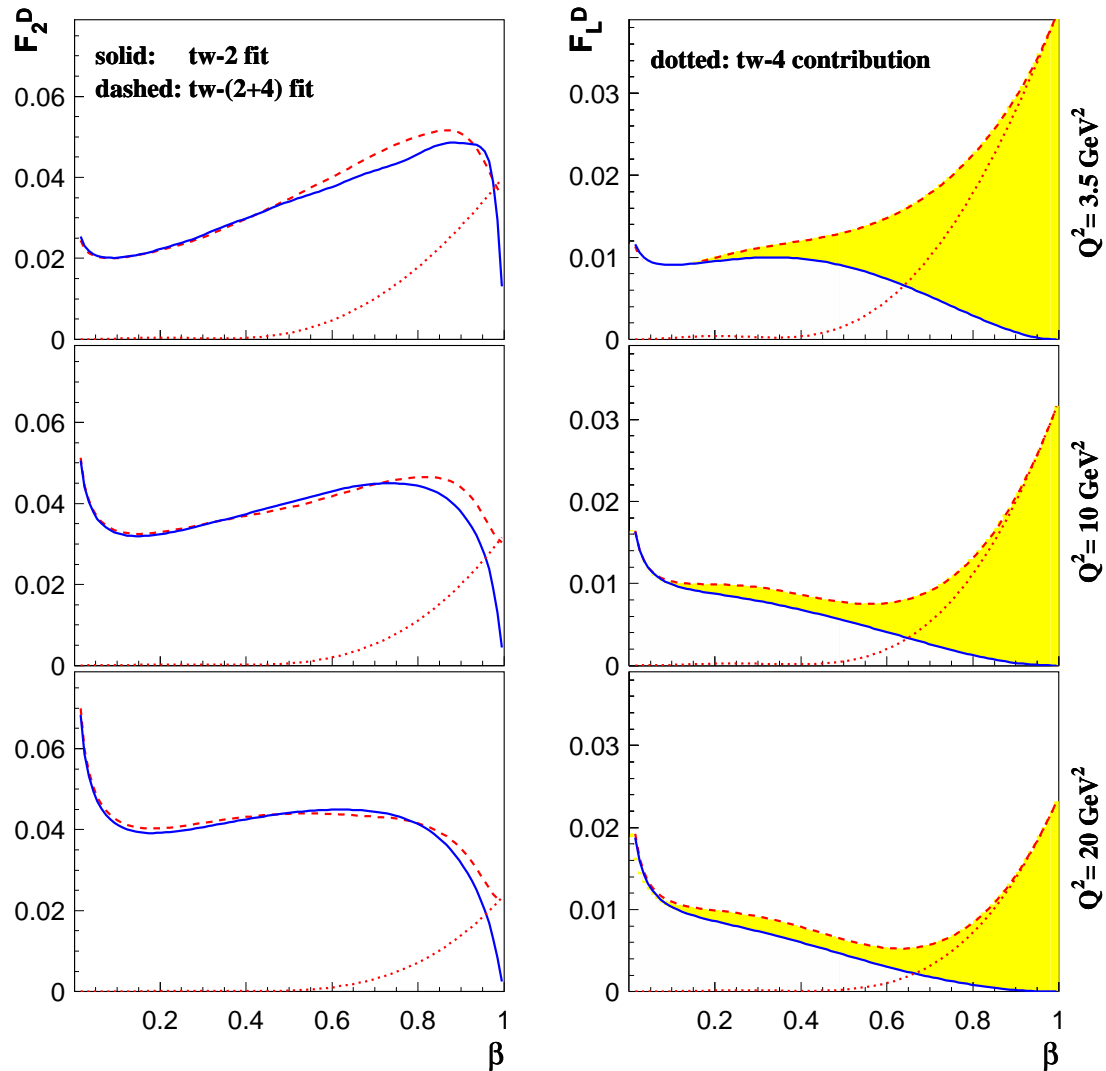 F₂ᴰ
solid: tw-2 fit
dashed: tw-(2+4) fit
0.06
0.04
0.02
0
F_Lᴰ
dotted: tw-4 contribution
0.03
0.02
0.01
0
Q²= 3.5 GeV²
0.06
0.04
0.02
0
0.03
0.02
0.01
0
Q²= 10 GeV²
0.06
0.04
0.02
0
0.2 0.4 0.6 0.8 1
β
0.03
0.02
0.01
0
0.2 0.4 0.6 0.8 1
β
Q²= 20 GeV²